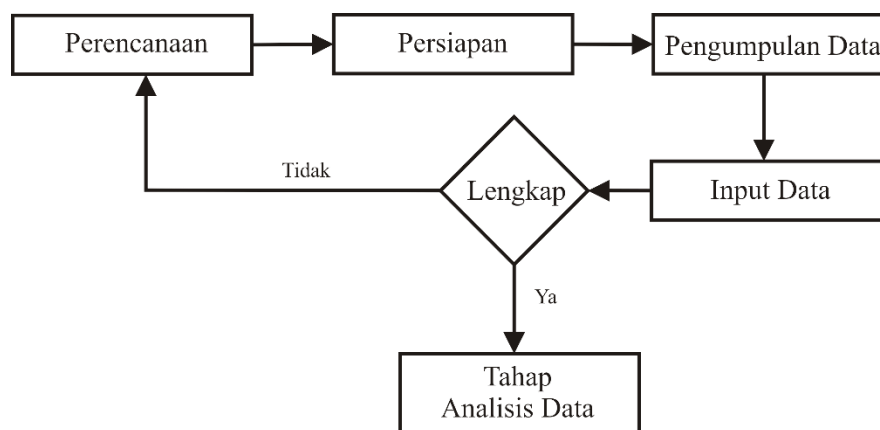 Perencanaan
Persiapan
Pengumpulan Data
Tidak
Lengkap
Input Data
Ya
Tahap
Analisis Data